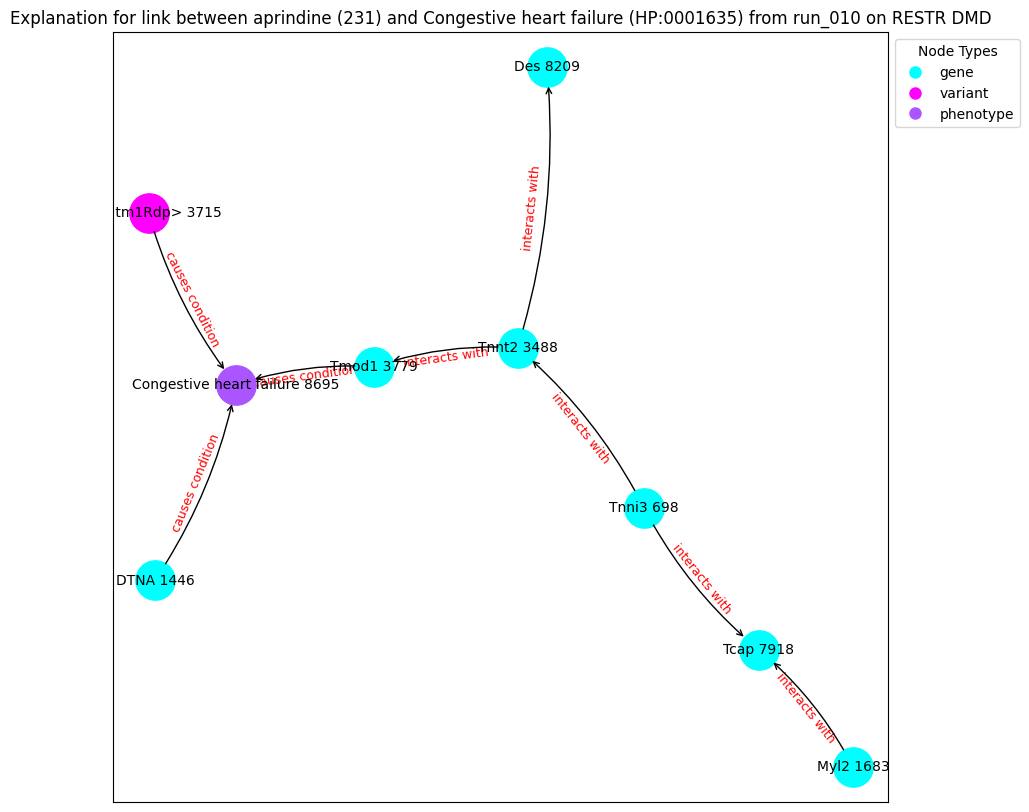 Explanation for link between aprindine (231) and Congestive heart failure (HP:0001635) from run_010 on RESTR DMD
Node Types
gene
variant
phenotype
Des 8209
interacts with
tm1Rdp> 3715
causes condition
Tnnt2 3488
interacts with
Tmod1 3779
causes condition
Congestive heart failure 8695
interacts with
causes condition
Tnni3 698
interacts with
DTNA 1446
Tcap 7918
interacts with
Myl2 1683